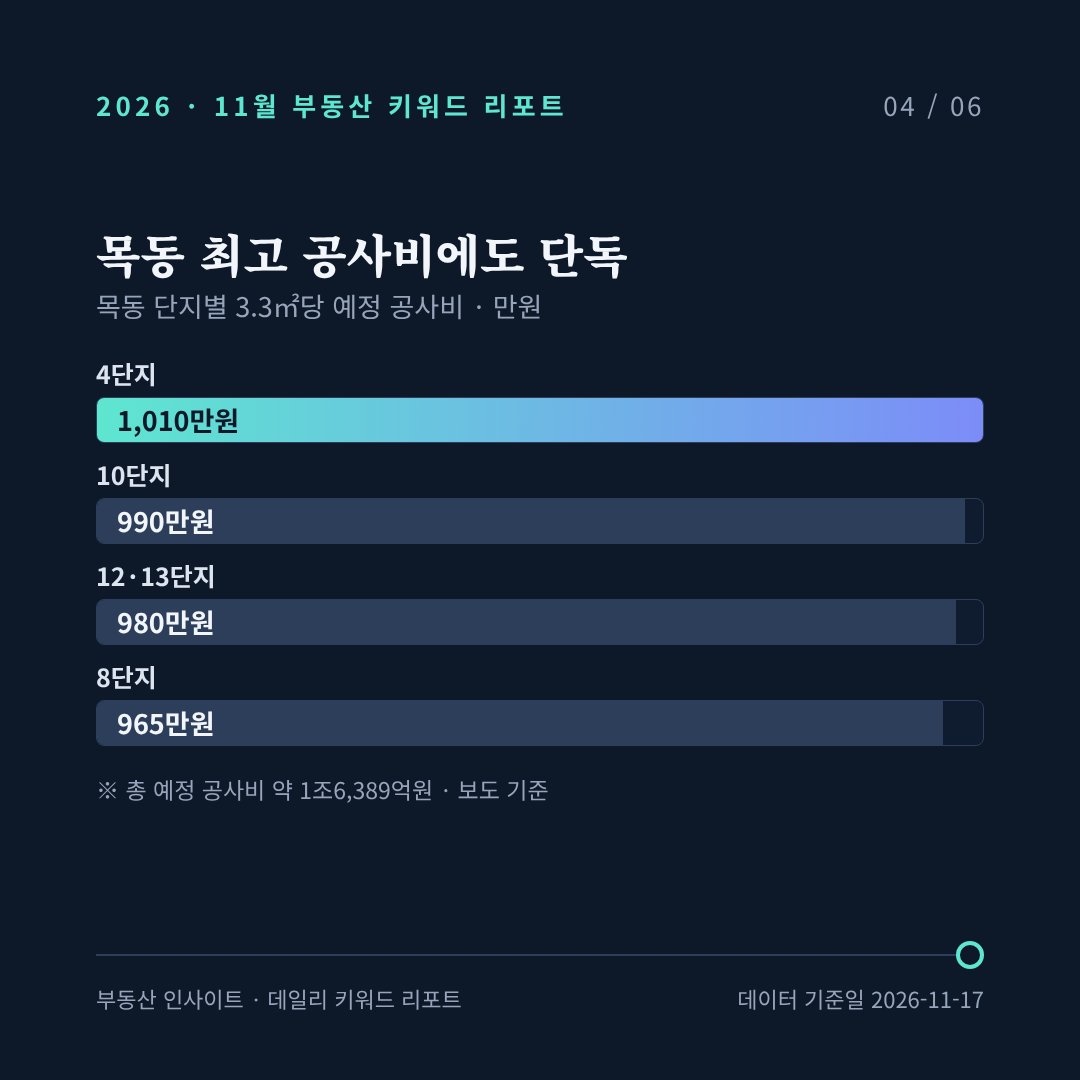 2026 · 11월 부동산 키워드 리포트
04 / 06
목동 최고 공사비에도 단독
목동 단지별 3.3㎡당 예정 공사비 · 만원
4단지
1,010만원
10단지
990만원
12·13단지
980만원
8단지
965만원
※ 총 예정 공사비 약 1조6,389억원 · 보도 기준
부동산 인사이트 · 데일리 키워드 리포트
데이터 기준일 2026-11-17